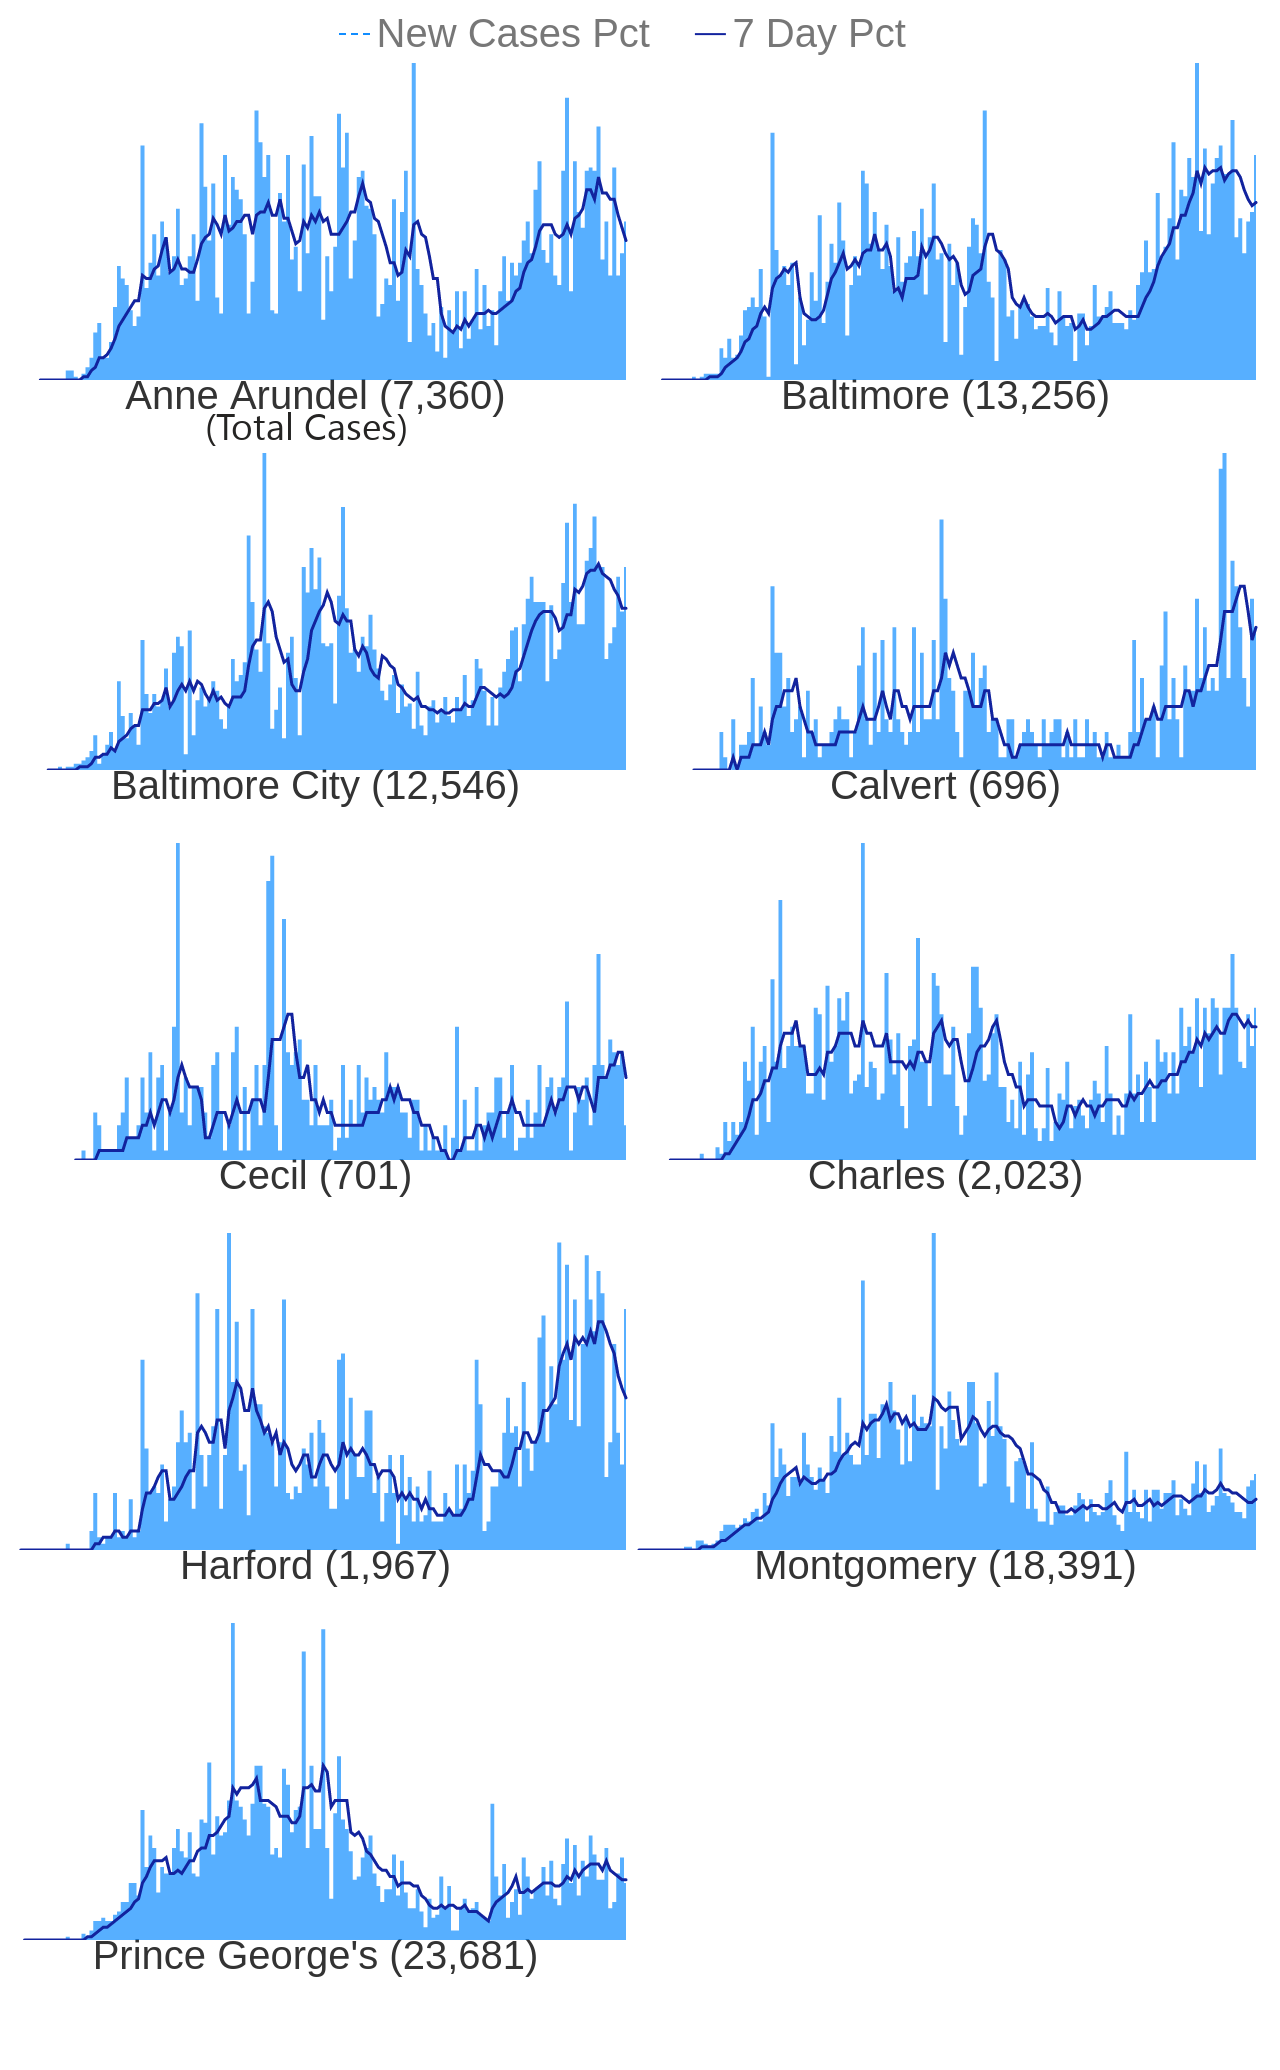 New Cases Pct 7 Day Pct
Anne Arundel (7,360)
(Total Cases)
Baltimore (13,256)
Baltimore City (12,546)
Calvert (696)
Cecil (701)
Charles (2,023)
Harford (1,967)
Montgomery (18,391)
Prince George's (23,681)